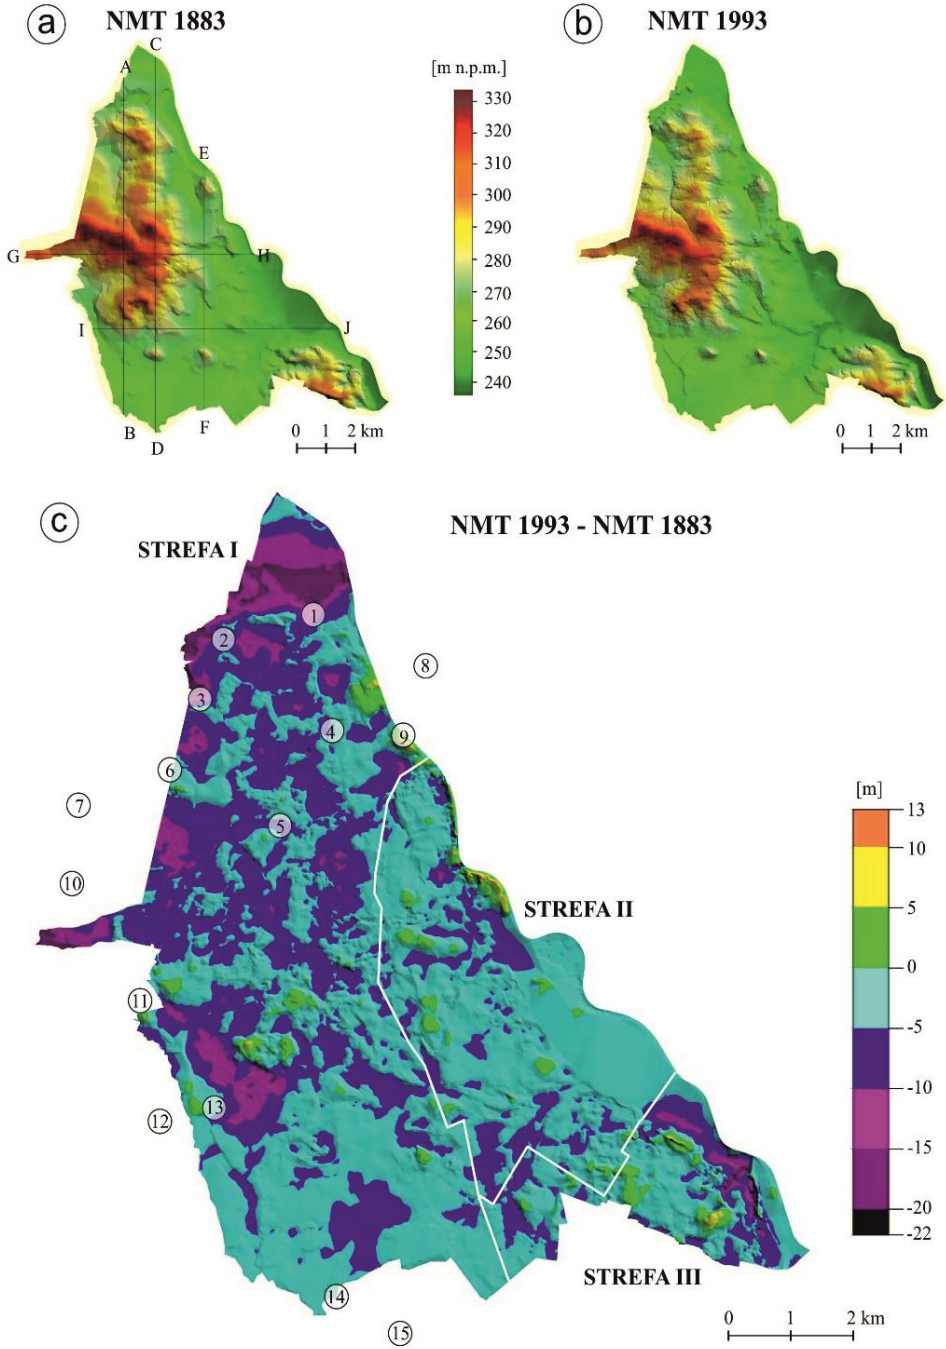 a
NMT 1883
C
A
E
G
H
I
J
B
F
D
0 1 2 km
[m n.p.m.]
330
320
310
300
290
280
270
260
250
240
b
NMT 1993
0 1 2 km
c
NMT 1993 - NMT 1883
STREFA I
1
2
8
3
4
9
6
7
5
10
STREFA II
11
13
12
STREFA III
14
15
[m]
13
10
5
0
-5
-10
-15
-20
-22
0 1 2 km